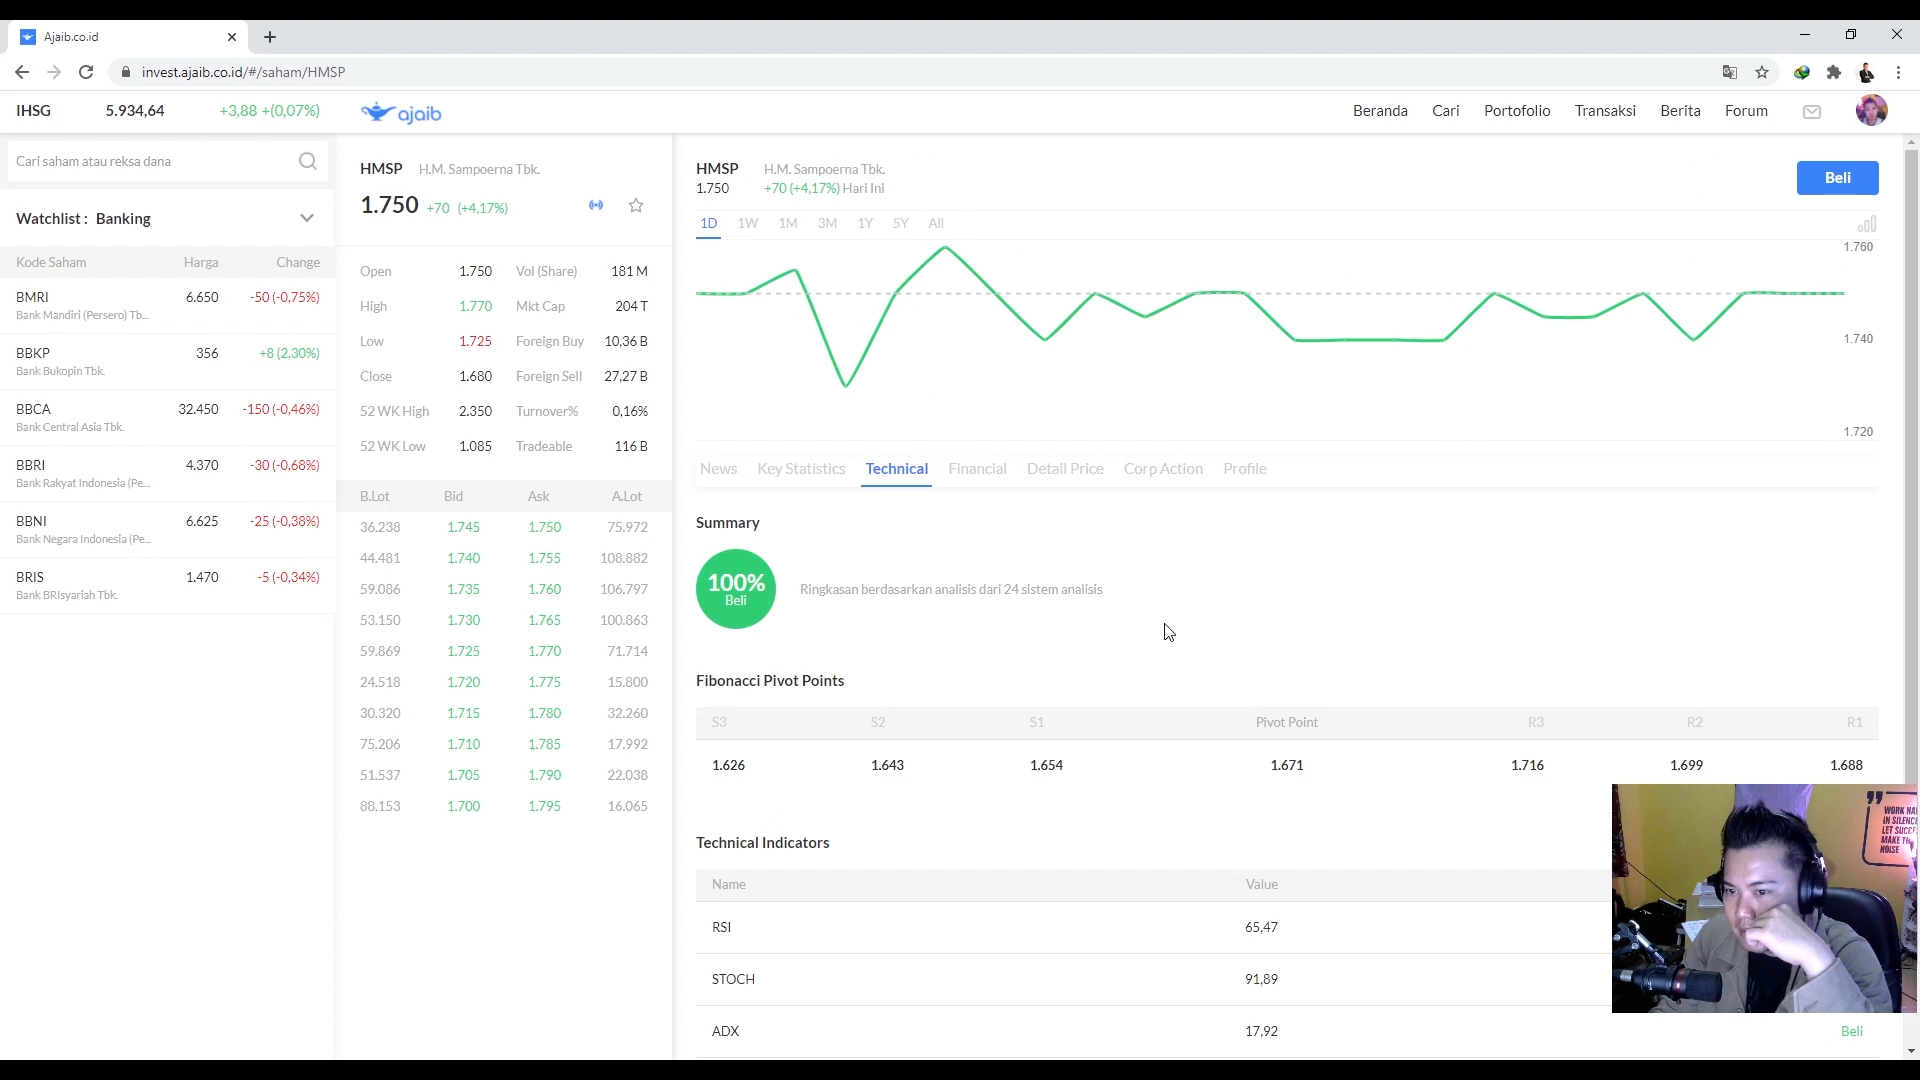 Ajaib.co.id
invest.ajaib.co.id/#/saham/HMSP
IHSG 5.934,64 +3,88 +(0,07%) ajaib Beranda Cari Portofolio Transaksi Berita Forum
Cari saham atau reksa dana
Watchlist : Banking
Kode Saham Harga Change
BMRI 6.650 -50 (-0,75%)
Bank Mandiri (Persero) Tb...
BBKP 356 +8 (2,30%)
Bank Bukopin Tbk.
BBCA 32.450 -150 (-0,46%)
Bank Central Asia Tbk.
BBRI 4.370 -30 (-0,68%)
Bank Rakyat Indonesia (Pe...
BBNI 6.625 -25 (-0,38%)
Bank Negara Indonesia (Pe...
BRIS 1.470 -5 (-0,34%)
Bank BRIsyariah Tbk.
HMSP H.M. Sampoerna Tbk.
1.750 +70 (+4,17%)
Open 1.750 Vol (Share) 181 M
High 1.770 Mkt Cap 204 T
Low 1.725 Foreign Buy 10,36 B
Close 1.680 Foreign Sell 27,27 B
52 WK High 2.350 Turnover% 0,16%
52 WK Low 1.085 Tradeable 116 B
B.Lot Bid Ask A.Lot
36.238 1.745 1.750 75.972
44.481 1.740 1.755 108.882
59.086 1.735 1.760 106.797
53.150 1.730 1.765 100.863
59.869 1.725 1.770 71.714
24.518 1.720 1.775 15.800
30.320 1.715 1.780 32.260
75.206 1.710 1.785 17.992
51.537 1.705 1.790 22.038
88.153 1.700 1.795 16.065
HMSP H.M. Sampoerna Tbk.
1.750 +70 (+4,17%) Hari Ini
Beli
1D 1W 1M 3M 1Y 5Y All
1.760
1.740
1.720
News Key Statistics Technical Financial Detail Price Corp Action Profile
Summary
100%
Beli
Ringkasan berdasarkan analisis dari 24 sistem analisis
Fibonacci Pivot Points
S3 S2 S1 Pivot Point R3 R2 R1
1.626 1.643 1.654 1.671 1.716 1.699 1.688
Technical Indicators
Name Value
RSI 65,47
STOCH 91,89
ADX 17,92 Beli
WORK
IN SILENCE
LET
MAKE
NOISE